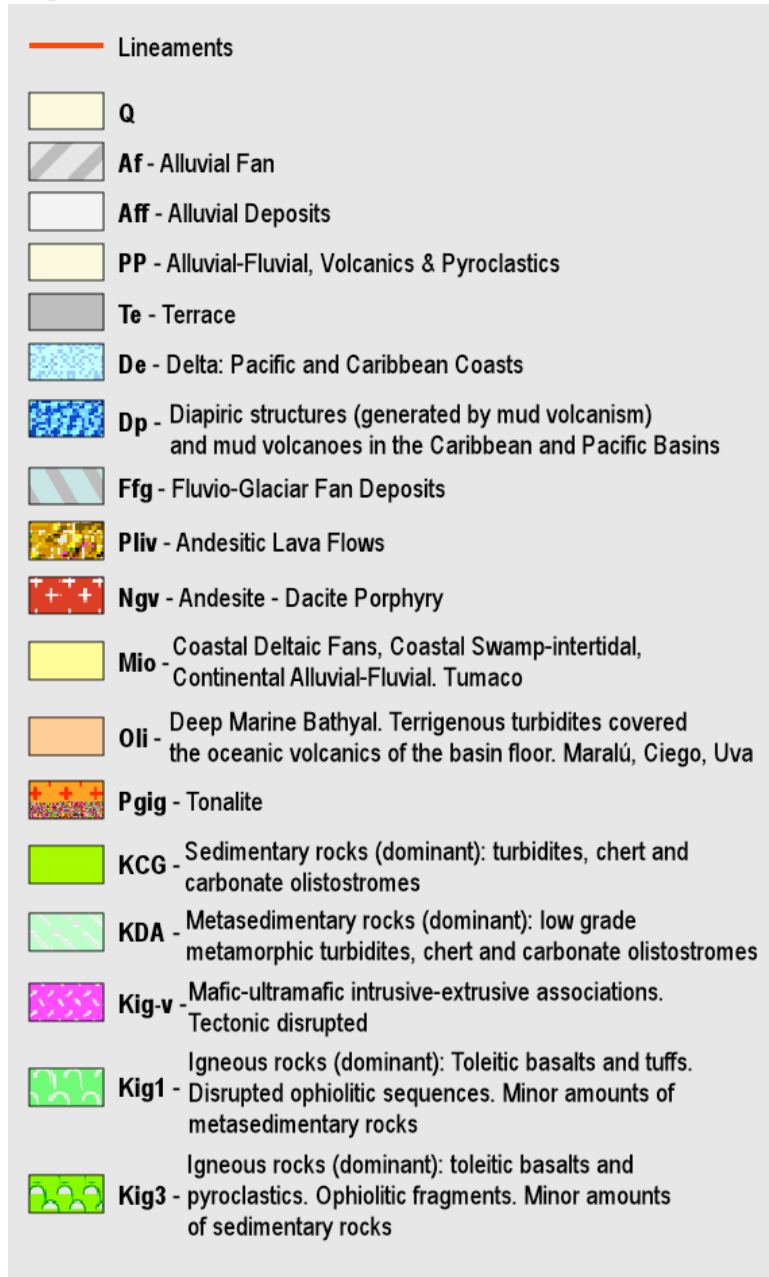 Lineaments
Q
Af - Alluvial Fan
Aff - Alluvial Deposits
PP - Alluvial-Fluvial, Volcanics & Pyroclastics
Te - Terrace
De - Delta: Pacific and Caribbean Coasts
Dp - Diapiric structures (generated by mud volcanism)
and mud volcanoes in the Caribbean and Pacific Basins
Ffg - Fluvio-Glaciar Fan Deposits
Pliv - Andesitic Lava Flows
Ngv - Andesite - Dacite Porphyry
Mio - Coastal Deltaic Fans, Coastal Swamp-intertidal,
Continental Alluvial-Fluvial. Tumaco
Oli - Deep Marine Bathyal. Terrigenous turbidites covered
the oceanic volcanics of the basin floor. Maralú, Ciego, Uva
Pgig - Tonalite
KCG - Sedimentary rocks (dominant): turbidites, chert and
carbonate olistostromes
KDA - Metasedimentary rocks (dominant): low grade
metamorphic turbidites, chert and carbonate olistostromes
Kig-v - Mafic-ultramafic intrusive-extrusive associations.
Tectonic disrupted
Kig1 - Igneous rocks (dominant): Toleitic basalts and tuffs.
Disrupted ophiolitic sequences. Minor amounts of
metasedimentary rocks
Kig3 - Igneous rocks (dominant): toleitic basalts and
pyroclastics. Ophiolitic fragments. Minor amounts
of sedimentary rocks